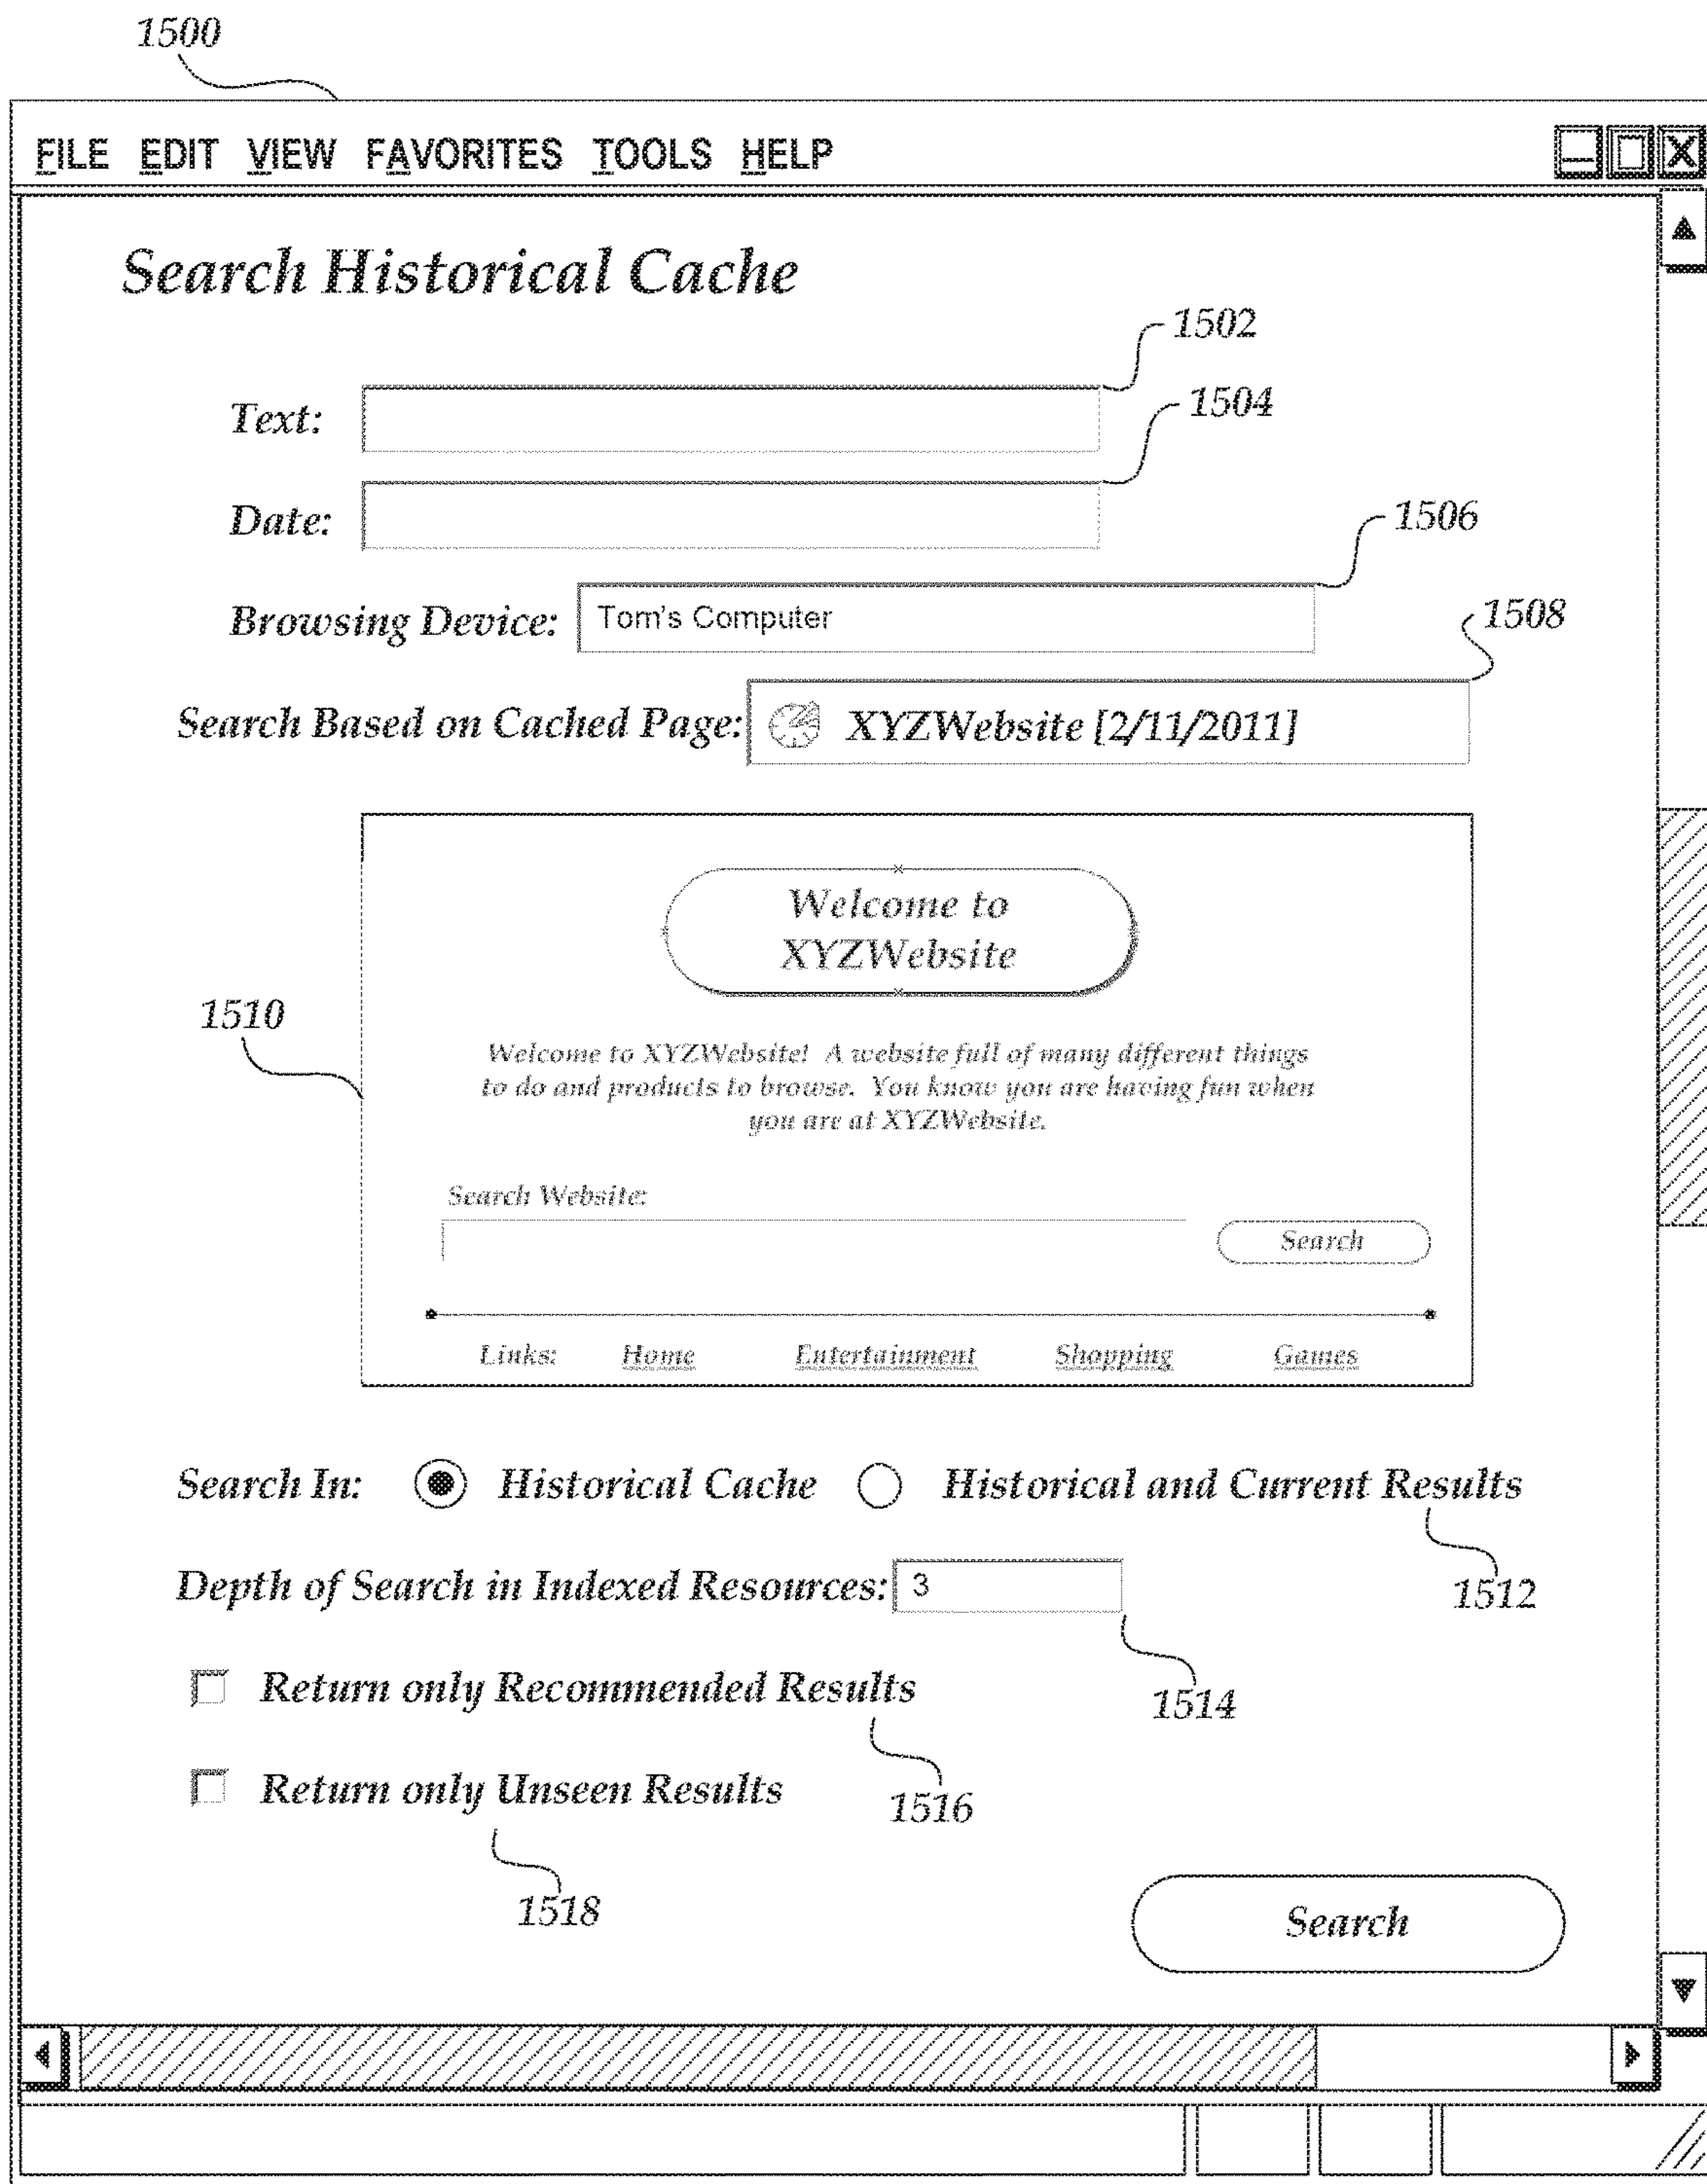 1500
FILE EDIT VIEW FAVORITES TOOLS HELP
Search Historical Cache
1502
Text:
1504
Date:
1506
Browsing Device: Tom's Computer
1508
Search Based on Cached Page: XYZWebsite [2/11/2011]
Welcome to
XYZWebsite
1510
Welcome to XYZWebsite! A website full of many different things
to do and products to browse. You know you are having fun when
you are at XYZWebsite.
Search Website:
Search
Links: Home Entertainment Shopping Games
Search In: Historical Cache Historical and Current Results
1512
Depth of Search in Indexed Resources: 3
1514
Return only Recommended Results
1516
Return only Unseen Results
1518
Search